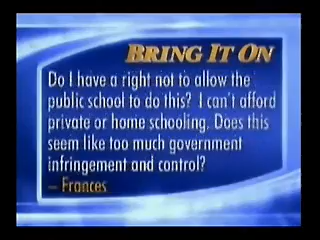 BRING IT ON
Do I have a right not to allow the
public school to do this? I can't afford
private or home schooling. Does this
seem like too much government
infringement and control?
– Frances